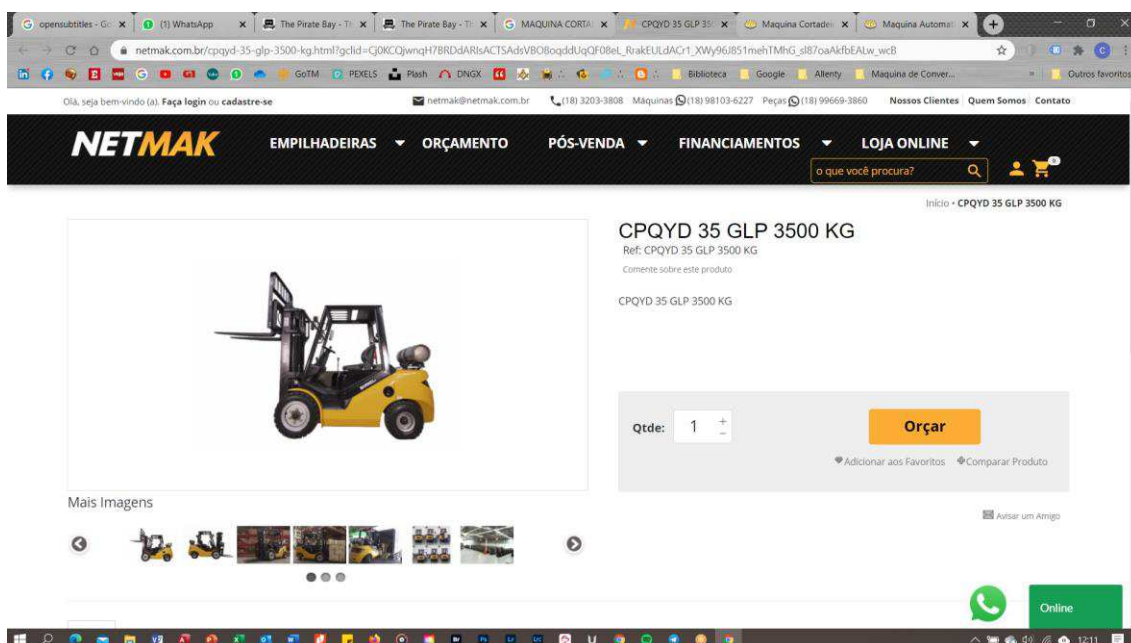 opensubtitles - Go
(1) WhatsApp
The Pirate Bay - Th
The Pirate Bay - Th
MAQUINA CORTA
CPQYD 35 GLP 35
Maquina Cortade
Maquina Automat
netmak.com.br/cpqyd-35-glp-3500-kg.html?gclid=
GoTM
PEXELS
Plash
DNGX
Biblioteca
Google
Allenty
Maquina de Conver...
Outros favoritos
Olá, seja bem-vindo (a). Faça login ou cadastre-se
netmak@netmak.com.br
(18) 3203-3808
Máquinas (18) 98103-6227
Peças (18) 99669-3860
Nossos Clientes
Quem Somos
Contato
NETMAK
EMPILHADEIRAS
ORÇAMENTO
PÓS-VENDA
FINANCIAMENTOS
LOJA ONLINE
o que você procura?
0
Início • CPQYD 35 GLP 3500 KG
CPQYD 35 GLP 3500 KG
Ref: CPQYD 35 GLP 3500 KG
Comente sobre este produto
CPQYD 35 GLP 3500 KG
Qtde: 1 + −
Orçar
Adicionar aos Favoritos
Comparar Produto
Mais Imagens
Avisar um Amigo
Online
12:11